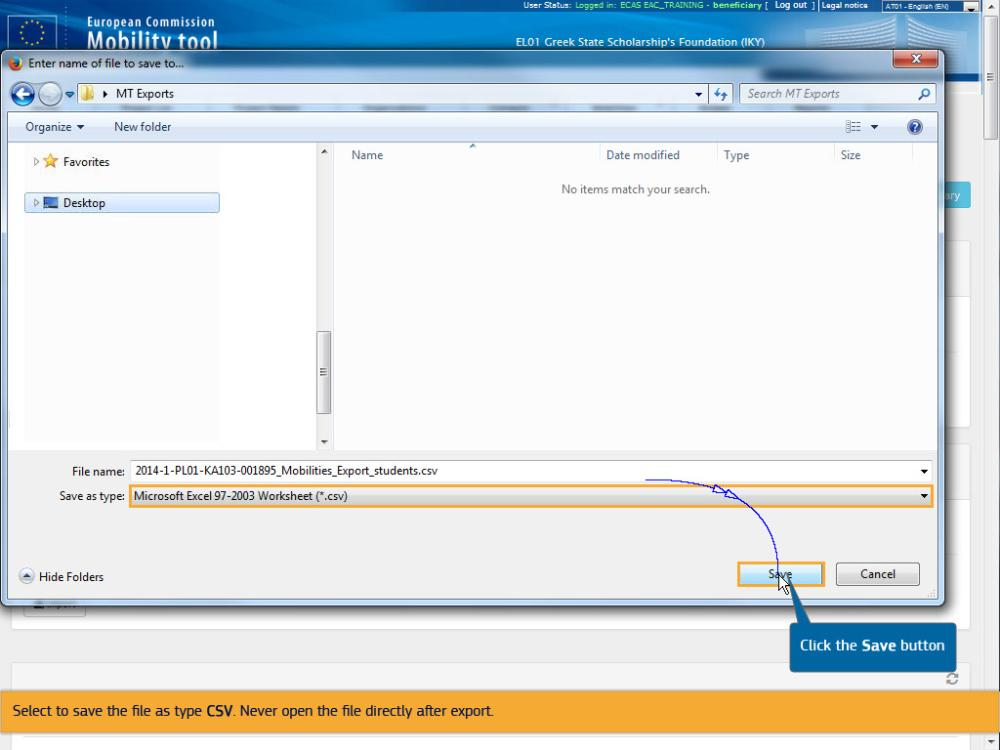 User Status: Logged in: ECAS EAC_TRAINING - beneficiary [ Log out ] Legal notice AT01 - English (EN)
European Commission
Mobility tool
EL01 Greek State Scholarship's Foundation (IKY)
Enter name of file to save to...
MT Exports
Search MT Exports
Organize
New folder
Favorites
Name
Date modified
Type
Size
No items match your search.
Desktop
File name: 2014-1-PL01-KA103-001895_Mobilities_Export_students.csv
Save as type: Microsoft Excel 97-2003 Worksheet (*.csv)
Hide Folders
Save
Cancel
Click the Save button
Select to save the file as type CSV. Never open the file directly after export.